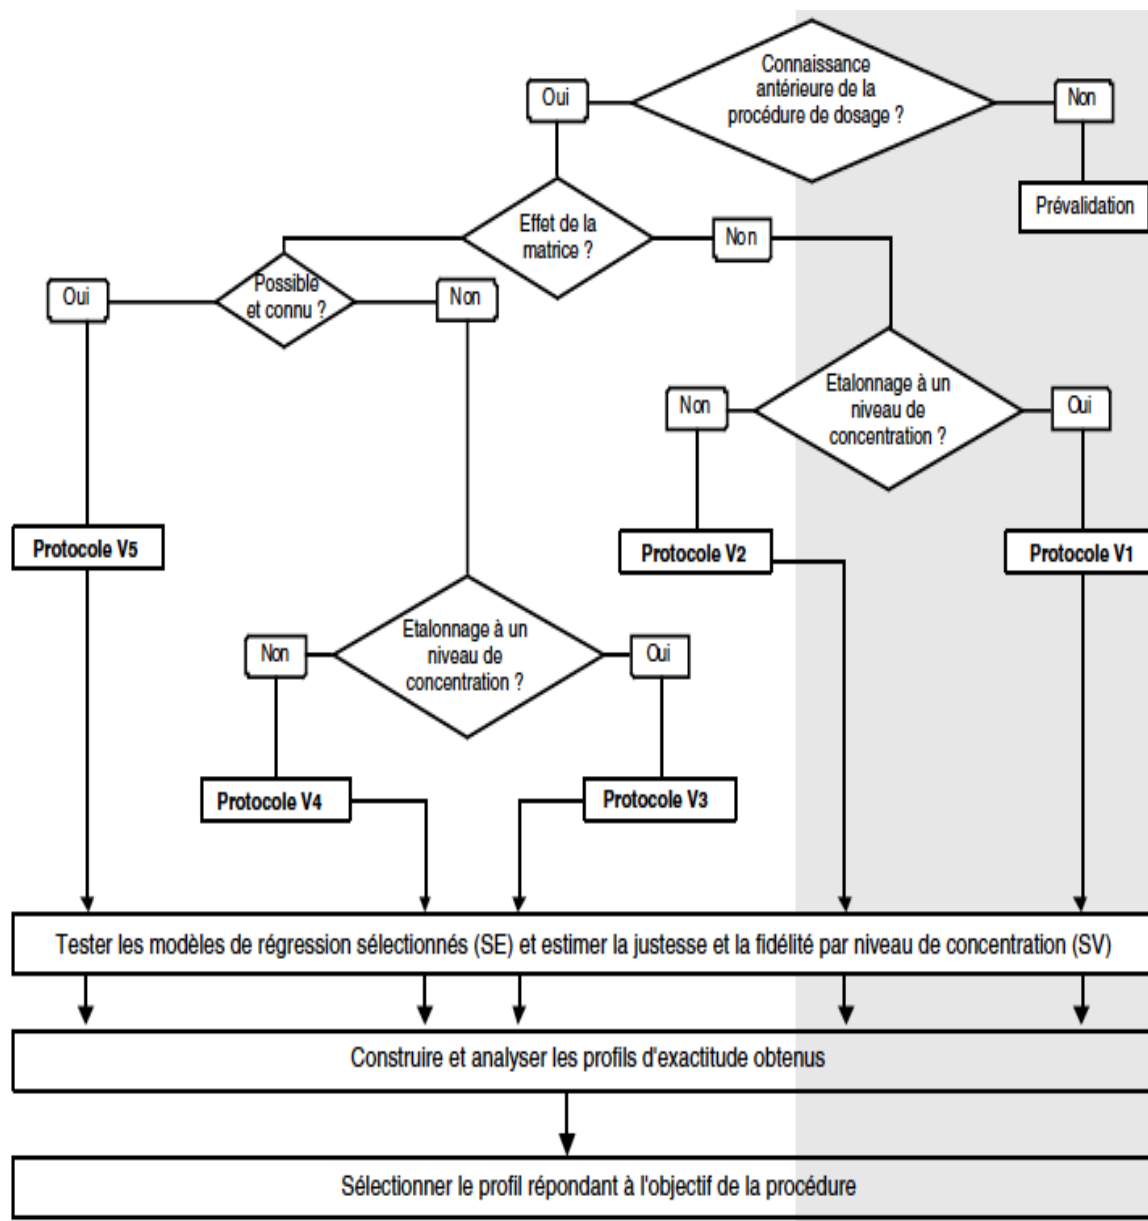 Connaissance
antérieure de la
procédure de dosage ?
Oui
Non
Prévalidation
Effet de la
matrice ?
Non
Possible
et connu ?
Oui
Non
Etalonnage à un
niveau de
concentration ?
Non
Oui
Protocole V5
Protocole V2
Protocole V1
Etalonnage à un
niveau de
concentration ?
Non
Oui
Protocole V4
Protocole V3
Tester les modèles de régression sélectionnés (SE) et estimer la justesse et la fidélité par niveau de concentration (SV)
Construire et analyser les profils d'exactitude obtenus
Sélectionner le profil répondant à l'objectif de la procédure